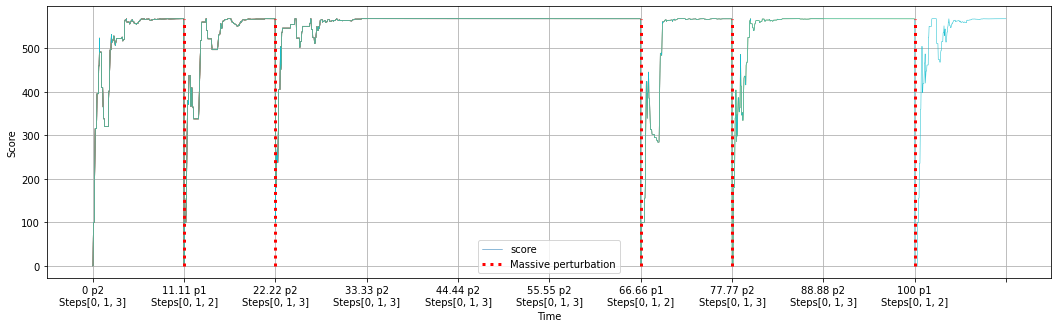 Score
500
400
300
200
100
0
score
Massive perturbation
0 p2 11.11 p1 22.22 p2 33.33 p2 44.44 p2 55.55 p2 66.66 p1 77.77 p2 88.88 p2 100 p1
Steps[0, 1, 3] Steps[0, 1, 2] Steps[0, 1, 3] Steps[0, 1, 3] Steps[0, 1, 3] Steps[0, 1, 3] Steps[0, 1, 2] Steps[0, 1, 3] Steps[0, 1, 3] Steps[0, 1, 2]
Time